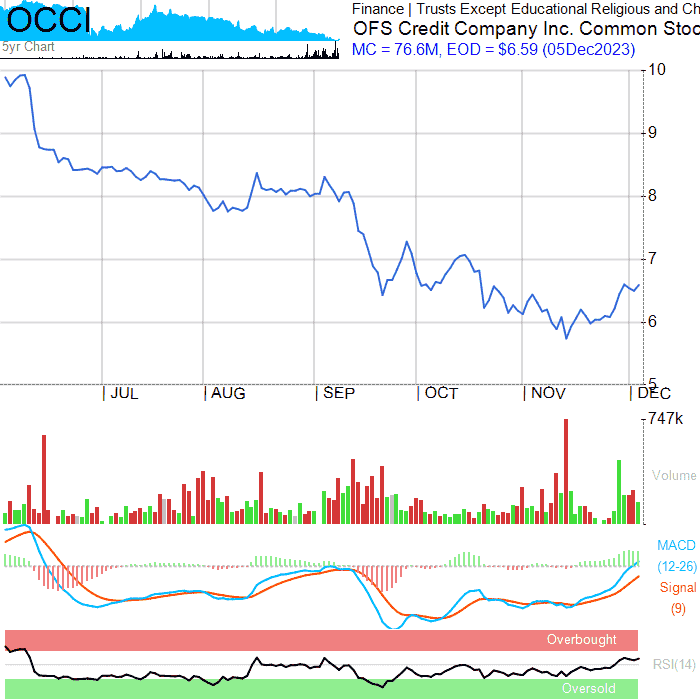 OCCI
5yr Chart
Finance | Trusts Except Educational Religious and Ch
OFS Credit Company Inc. Common Stoc
MC = 76.6M, EOD = $6.59 (05Dec2023)
10
9
8
7
6
5
| JUL | AUG | SEP | OCT | NOV | DEC
747k
Volume
MACD
(12-26)
Signal
(9)
Overbought
RSI(14)
Oversold